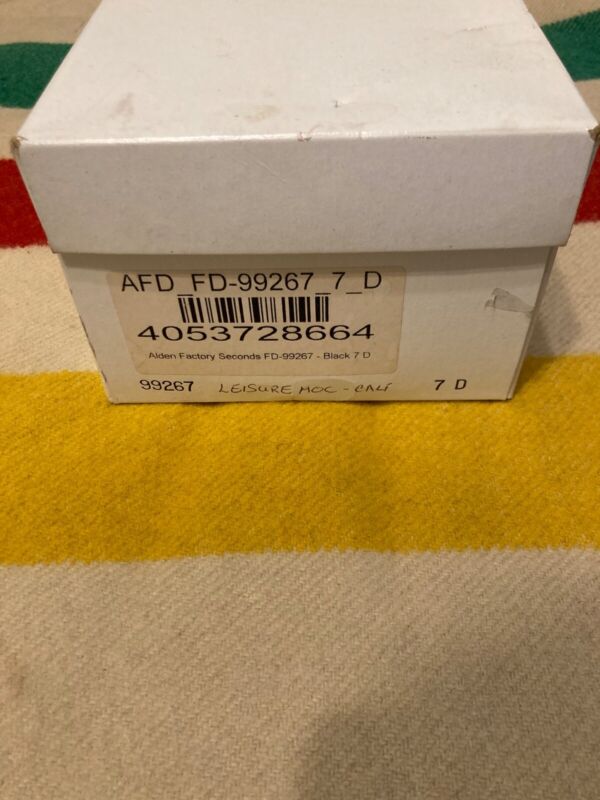 AFD_FD-99267_7_D
4053728664
Alden Factory Seconds FD-99267 - Black 7 D
99267 LEISURE MOC - CALF 7 D